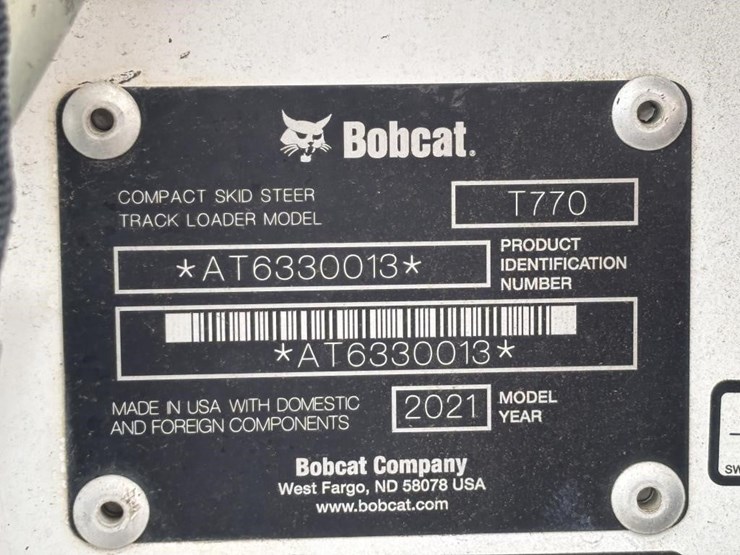 Bobcat.
COMPACT SKID STEER
TRACK LOADER MODEL
T770
*AT6330013*
PRODUCT
IDENTIFICATION
NUMBER
*AT6330013*
MADE IN USA WITH DOMESTIC
AND FOREIGN COMPONENTS
2021
MODEL
YEAR
Bobcat Company
West Fargo, ND 58078 USA
www.bobcat.com
SW